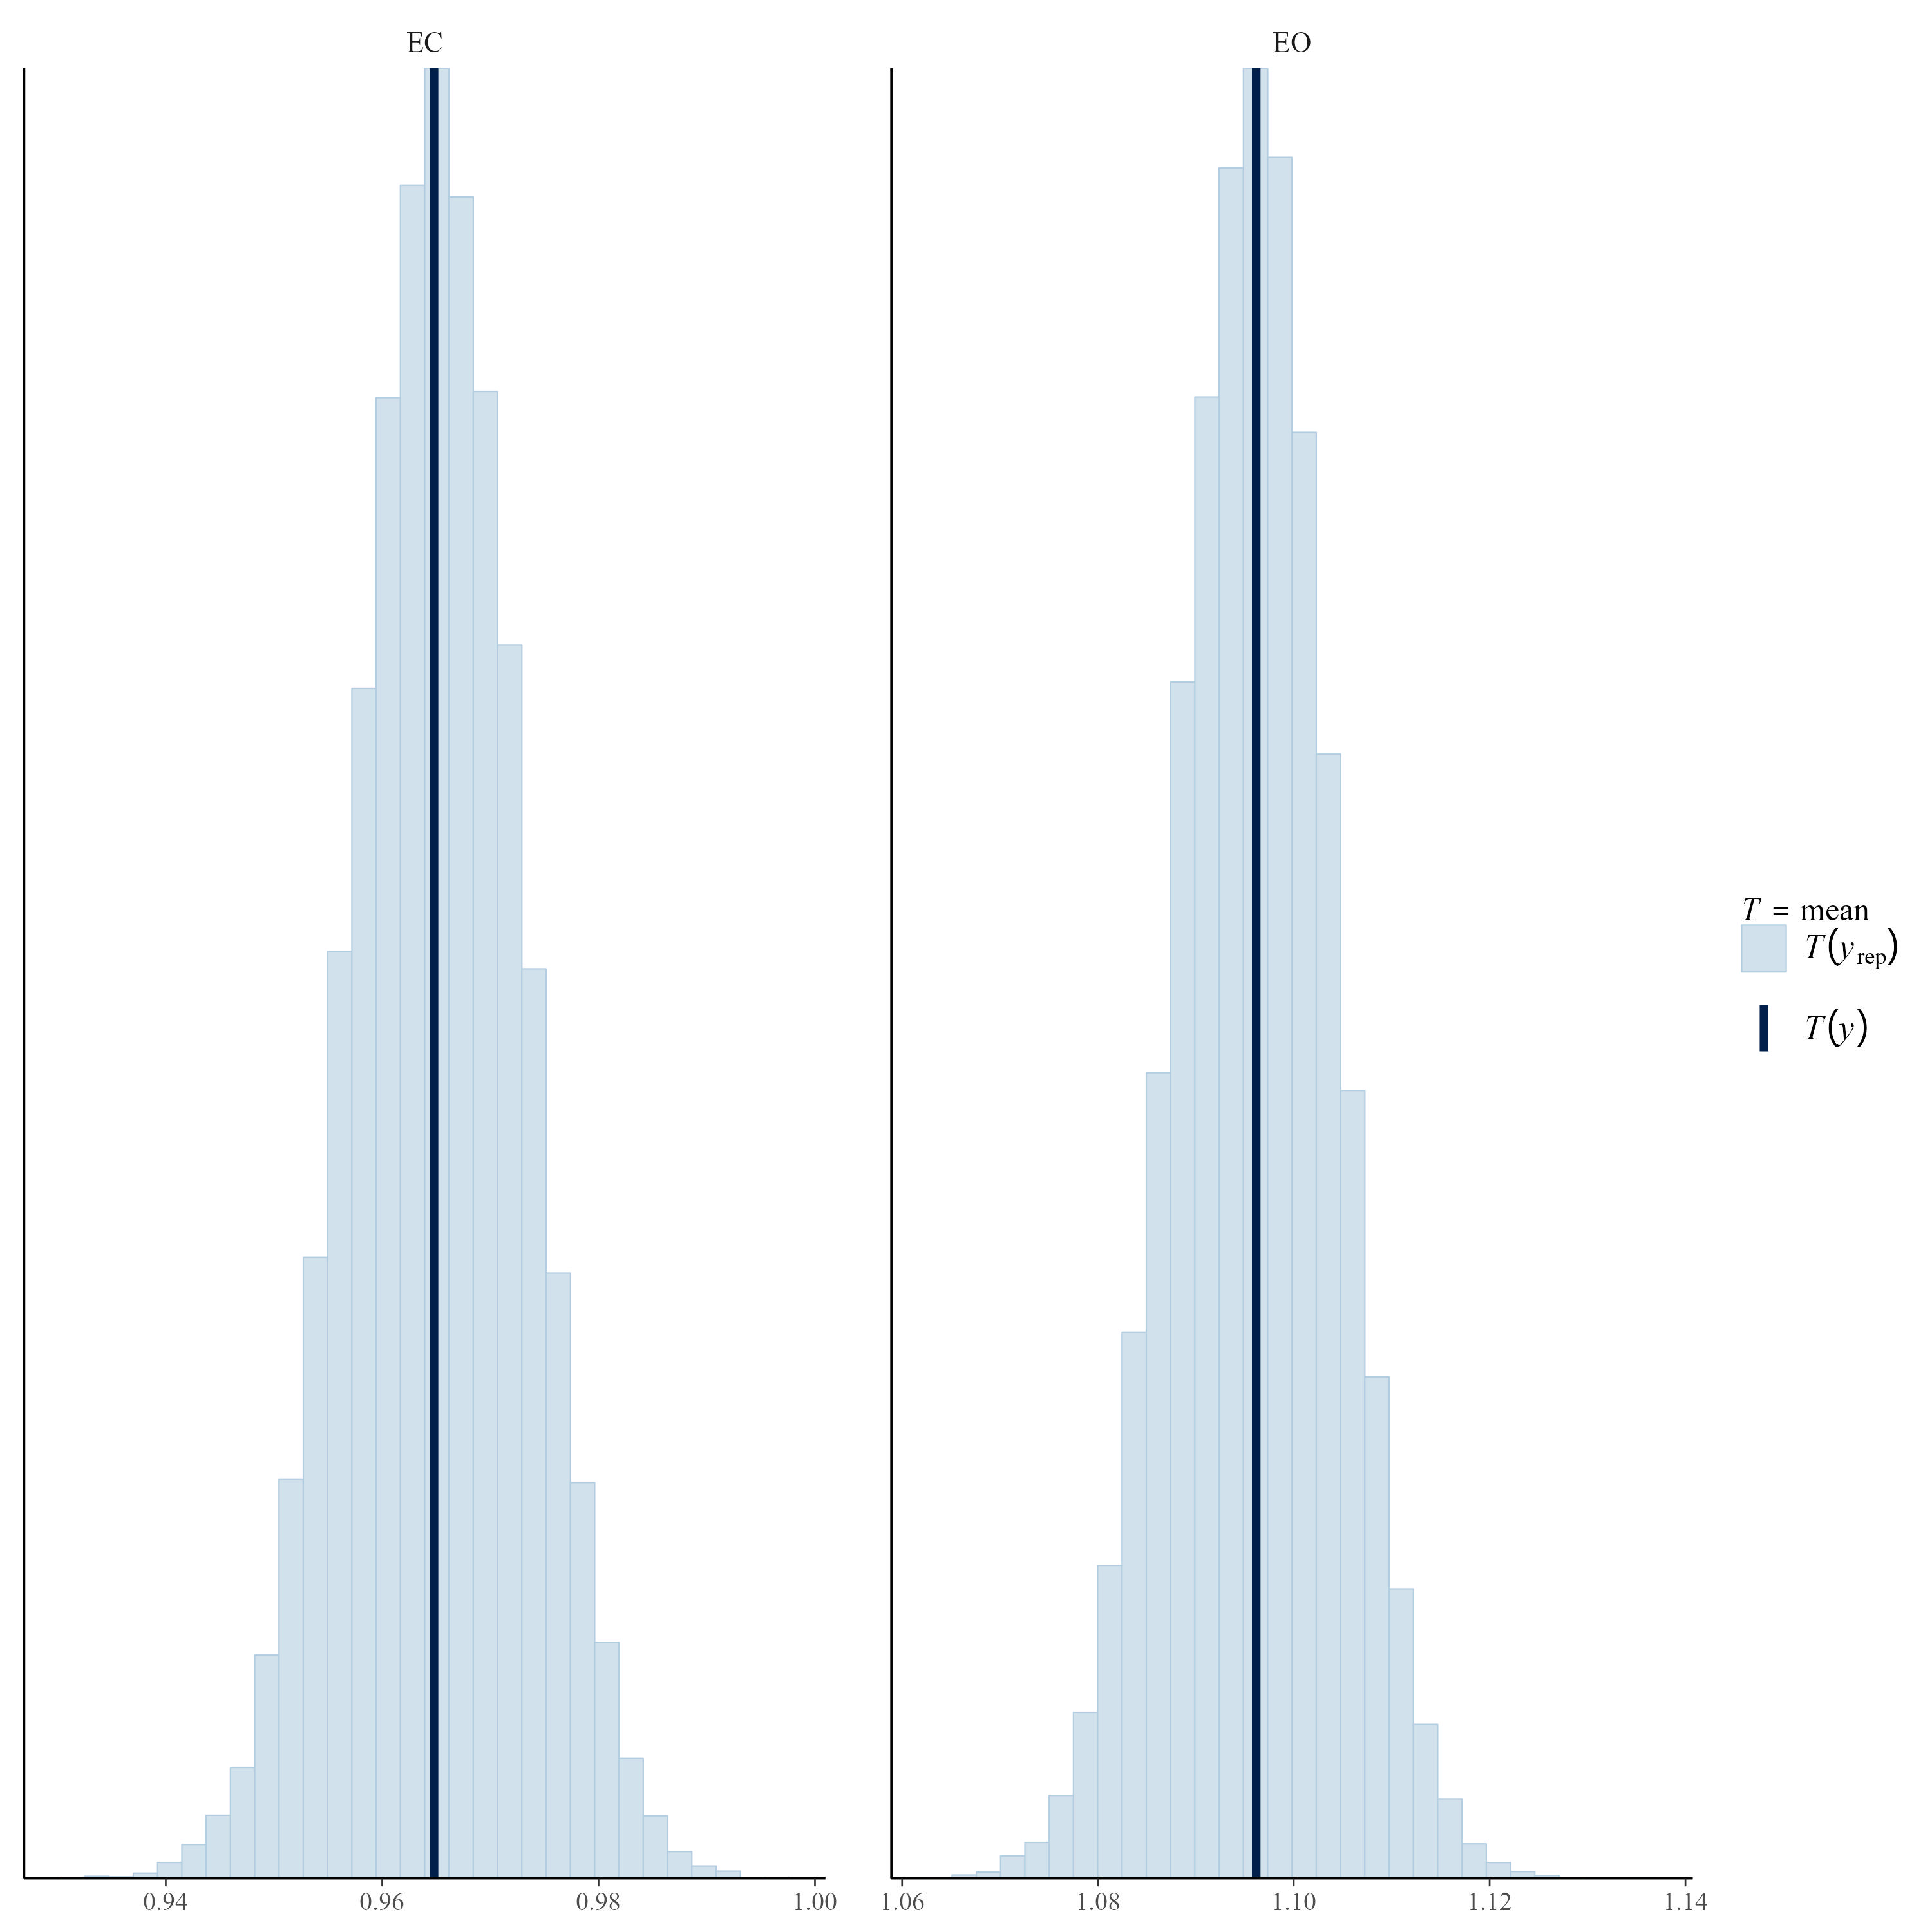 EC
EO
0.94 0.96 0.98 1.00
1.06 1.08 1.10 1.12 1.14
T = mean
T(yrep)
T(y)